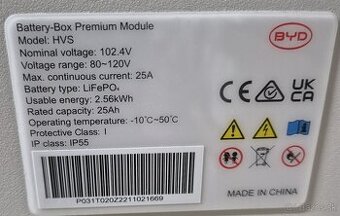 Battery-Box Premium Module
Model: HVS
Nominal voltage: 102.4V
Voltage range: 80~120V
Max. continuous current: 25A
Battery type: LiFePO₄
Usable energy: 2.56kWh
Rated capacity: 25Ah
Operating temperature: -10°C~50°C
Protective Class: I
IP class: IP55
P031T020Z2211021669
BYD
CE
UK
CA
MADE IN CHINA